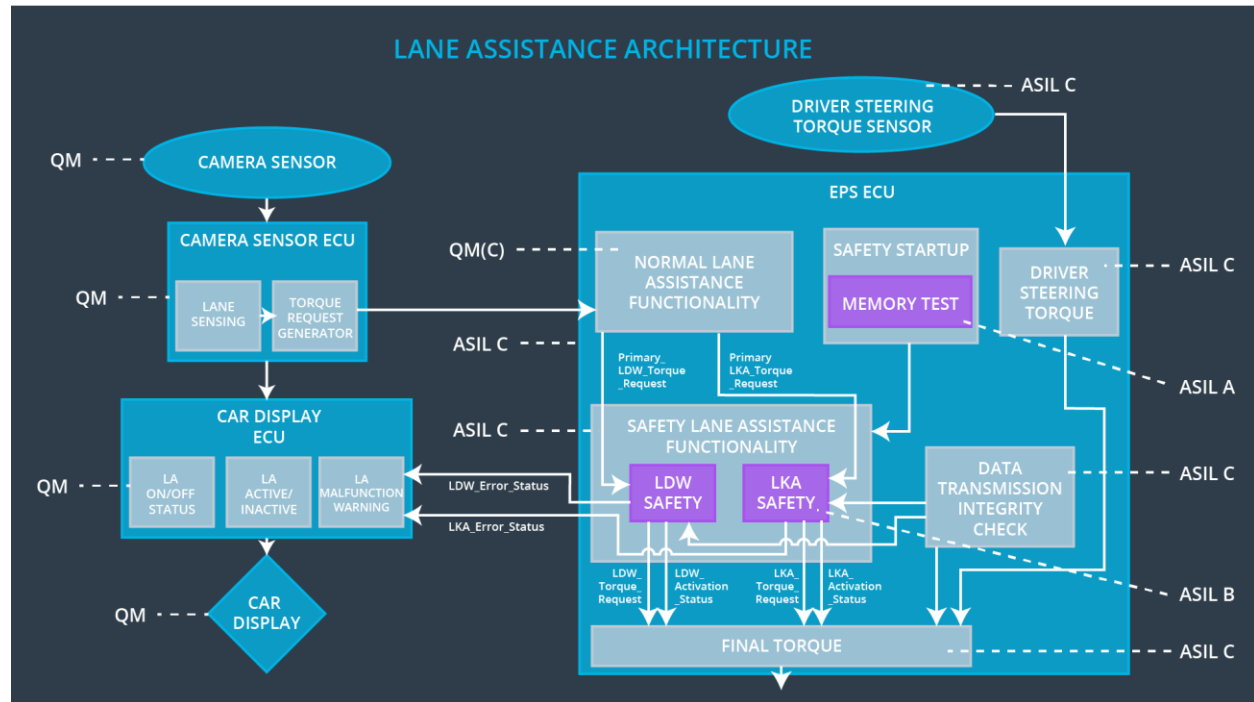 LANE ASSISTANCE ARCHITECTURE
ASIL C
DRIVER STEERING
TORQUE SENSOR
QM
CAMERA SENSOR
EPS ECU
CAMERA SENSOR ECU
QM
LANE
SENSING
TORQUE
REQUEST
GENERATOR
QM(C)
NORMAL LANE
ASSISTANCE
FUNCTIONALITY
SAFETY STARTUP
MEMORY TEST
DRIVER
STEERING
TORQUE
ASIL C
ASIL C
Primary_
LDW_Torque
_Request
Primary
LKA_Torque
_Request
ASIL A
CAR DISPLAY
ECU
QM
LA
ON/OFF
STATUS
LA
ACTIVE/
INACTIVE
LA
MALFUNCTION
WARNING
ASIL C
SAFETY LANE ASSISTANCE
FUNCTIONALITY
LDW
SAFETY
LKA
SAFETY
DATA
TRANSMISSION
INTEGRITY
CHECK
ASIL C
LDW_Error_Status
LKA_Error_Status
LDW_
Torque_
Request
LDW_
Activation
_Status
LKA_
Torque_
Request
LKA_
Activation
_Status
ASIL B
QM
CAR
DISPLAY
FINAL TORQUE
ASIL C